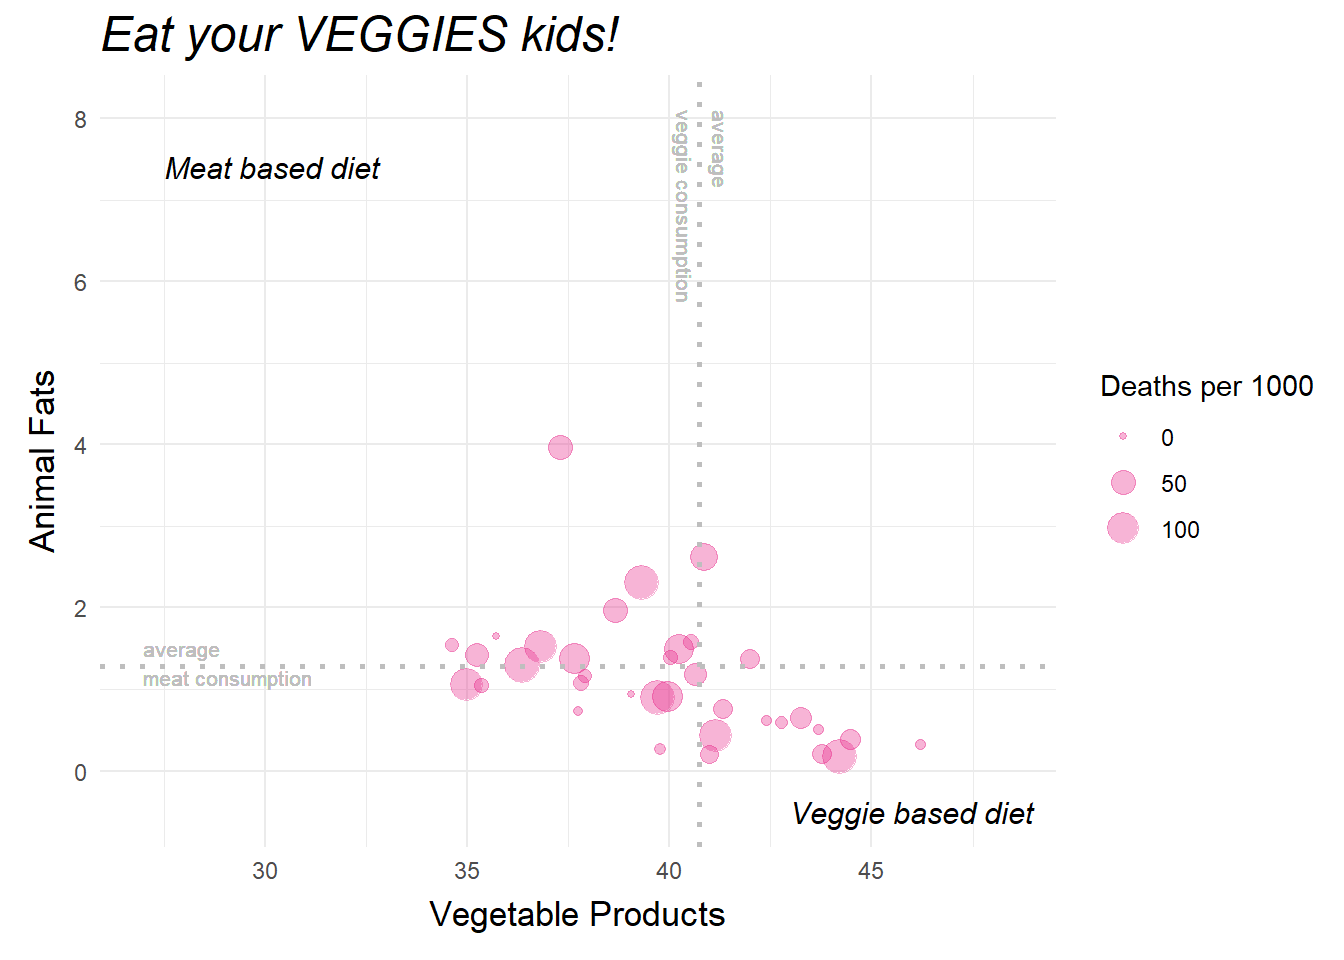 Eat your VEGGIES kids!
8
6
4
2
0
Animal Fats
Meat based diet
average
veggie consumption
average
meat consumption
Veggie based diet
30
35
40
45
Vegetable Products
Deaths per 1000
0
50
100